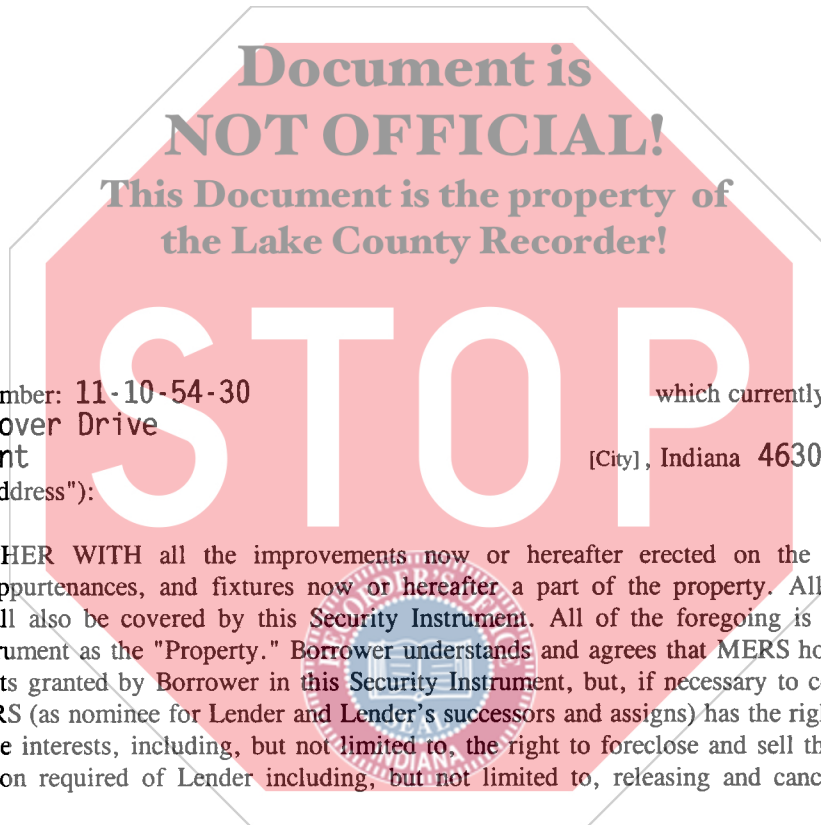 Document is
NOT OFFICIAL!
This Document is the property of
the Lake County Recorder!
STOP
mber: 11-10-54-30 which currently
over Drive
nt [City], Indiana 4630
ddress"):
HER WITH all the improvements now or hereafter erected on the
ppurtenances, and fixtures now or hereafter a part of the property. All
ll also be covered by this Security Instrument. All of the foregoing is
rument as the "Property." Borrower understands and agrees that MERS ho
ts granted by Borrower in this Security Instrument, but, if necessary to c
RS (as nominee for Lender and Lender's successors and assigns) has the righ
e interests, including, but not limited to, the right to foreclose and sell th
on required of Lender including, but not limited to, releasing and canc
RECORDER'S OFFICE
SEAL
INDIANA